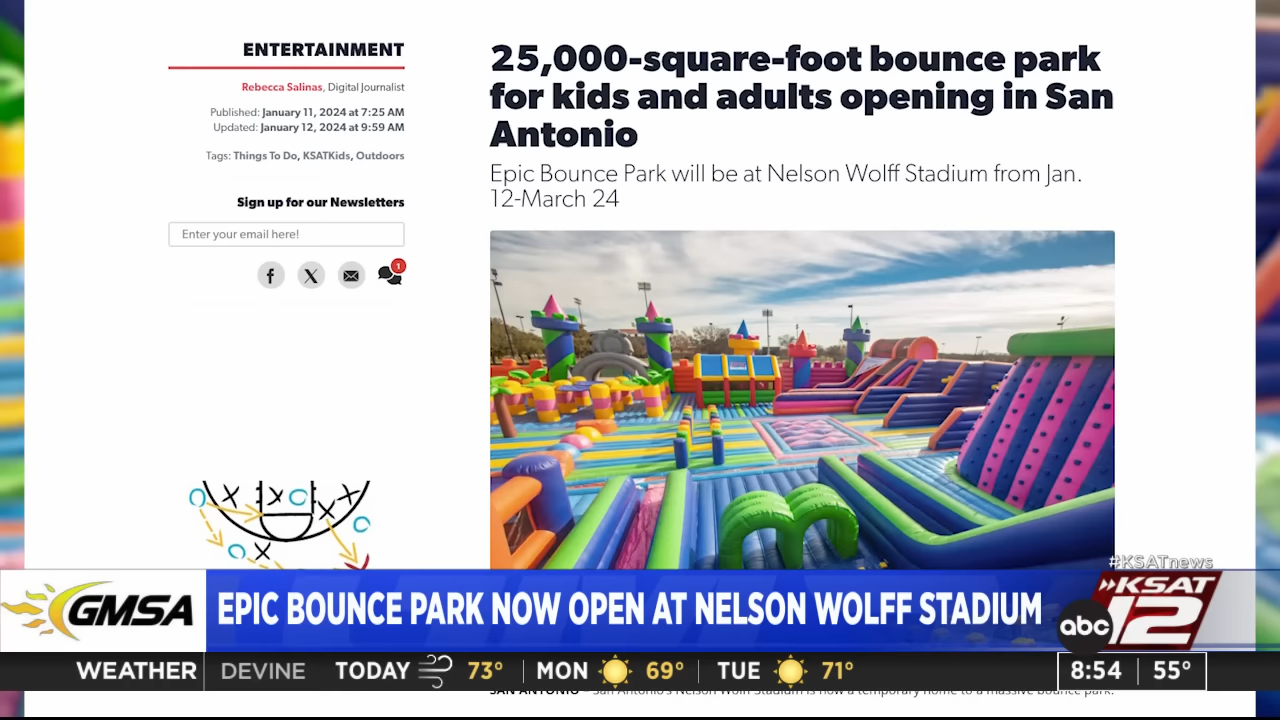 ENTERTAINMENT
Rebecca Salinas, Digital Journalist
Published: January 11, 2024 at 7:25 AM
Updated: January 12, 2024 at 9:59 AM
Tags: Things To Do, KSATKids, Outdoors
Sign up for our Newsletters
Enter your email here!
1
25,000-square-foot bounce park
for kids and adults opening in San
Antonio
Epic Bounce Park will be at Nelson Wolff Stadium from Jan.
12-March 24
#KSATnews
GMSA
EPIC BOUNCE PARK NOW OPEN AT NELSON WOLFF STADIUM
KSAT
abc 12
WEATHER DEVINE TODAY 73° MON 69° TUE 71° 8:54 55°
SAN ANTONIO – San Antonio's Nelson Wolff Stadium is now a temporary home to a massive bounce park.